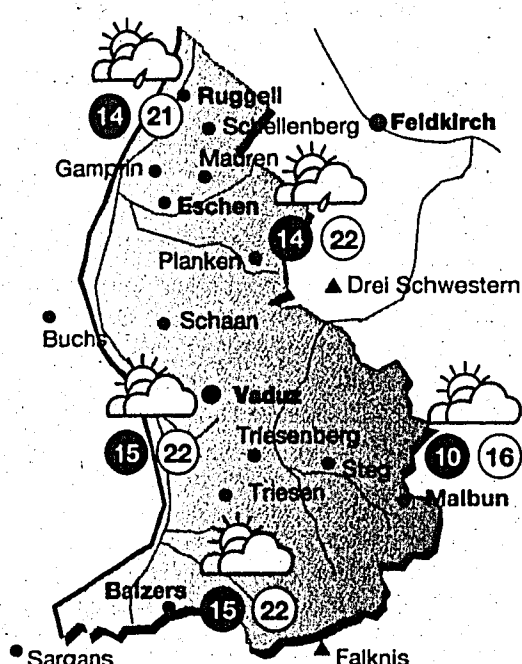 Ruggell
14 21
Schellenberg
Feldkirch
Gamprin
Mauren
Eschen
14 22
Planken
Drei Schwestern
Buchs
Schaan
Vaduz
Triesenberg
15 22
Steg
10 16
Triesen
Malbun
Balzers
15 22
Sargans
Falknis